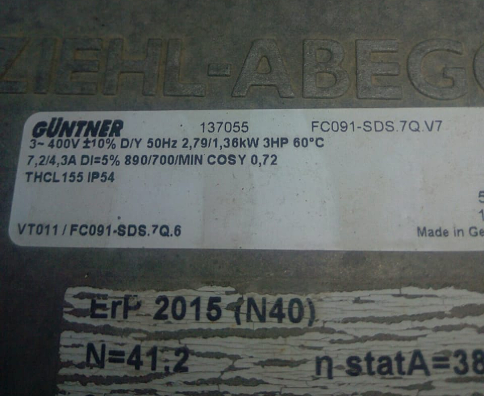 ZIEHL-ABEGG
GÜNTNER 137055 FC091-SDS.7Q.V7
3~ 400V ±10% D/Y 50Hz 2,79/1,36kW 3HP 60°C
7,2/4,3A DI=5% 890/700/MIN COSY 0,72
THCL155 IP54
VT011 / FC091-SDS.7Q.6
Made in Ge
ErP 2015 (N40)
N=41,2 η-statA=38